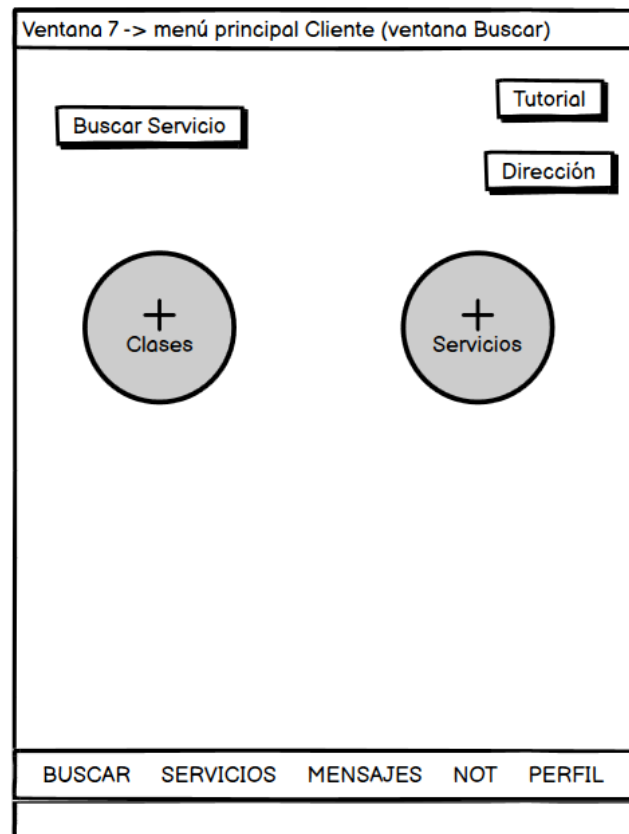 Ventana 7 -> menú principal Cliente (ventana Buscar)
Tutorial
Buscar Servicio
Dirección
+
Clases
+
Servicios
BUSCAR SERVICIOS MENSAJES NOT PERFIL